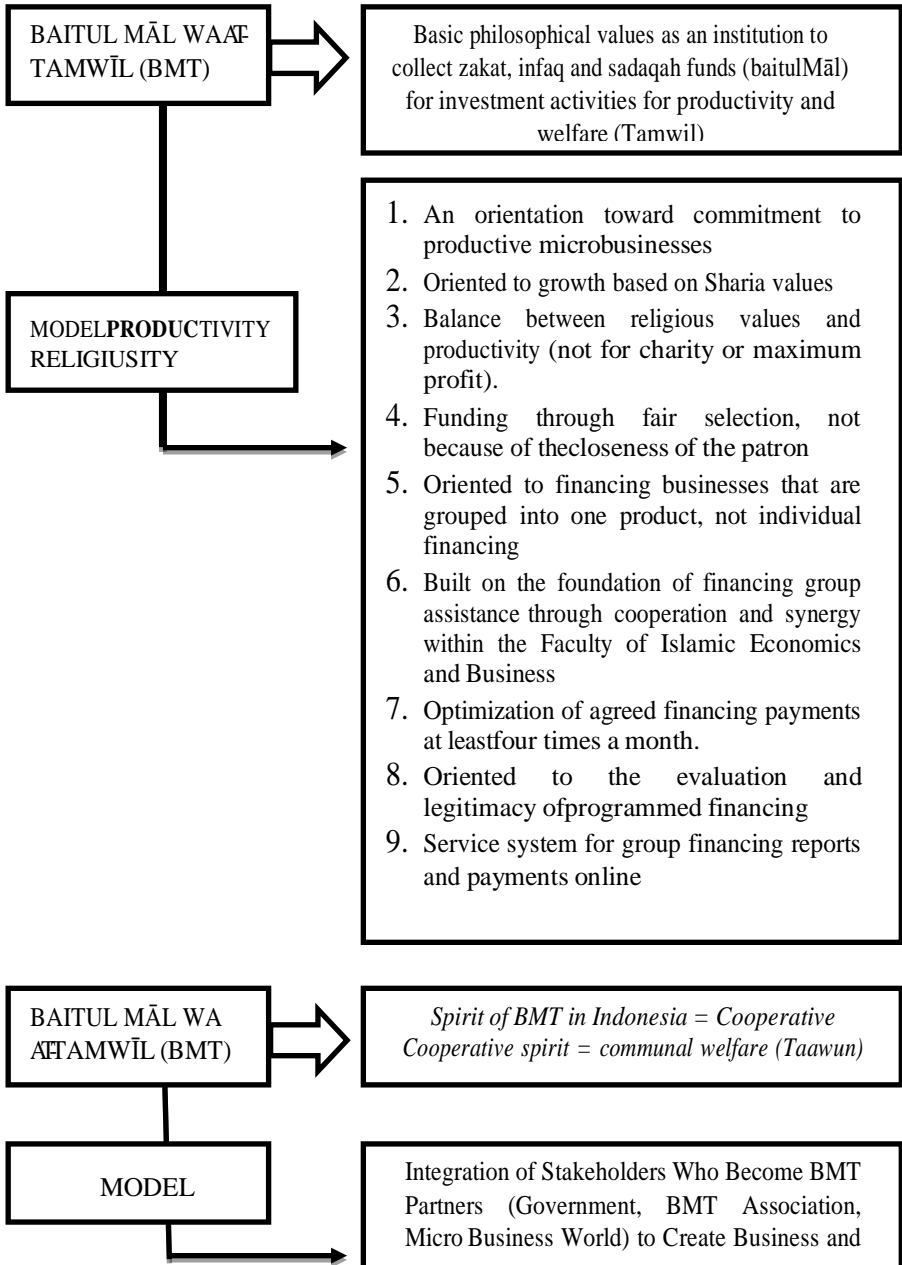 BAITUL MĀL WAAṬ-
TAMWĪL (BMT)
Basic philosophical values as an institution to
collect zakat, infaq and sadaqah funds (baitulMāl)
for investment activities for productivity and
welfare (Tamwil)
MODELPRODUCTIVITY
RELIGIUSITY
1. An orientation toward commitment to
productive microbusinesses
2. Oriented to growth based on Sharia values
3. Balance between religious values and
productivity (not for charity or maximum
profit).
4. Funding through fair selection, not
because of thecloseness of the patron
5. Oriented to financing businesses that are
grouped into one product, not individual
financing
6. Built on the foundation of financing group
assistance through cooperation and synergy
within the Faculty of Islamic Economics
and Business
7. Optimization of agreed financing payments
at leastfour times a month.
8. Oriented to the evaluation and
legitimacy ofprogrammed financing
9. Service system for group financing reports
and payments online
BAITUL MĀL WA
AṬ-TAMWĪL (BMT)
Spirit of BMT in Indonesia = Cooperative
Cooperative spirit = communal welfare (Taawun)
MODEL
Integration of Stakeholders Who Become BMT
Partners (Government, BMT Association,
Micro Business World) to Create Business and